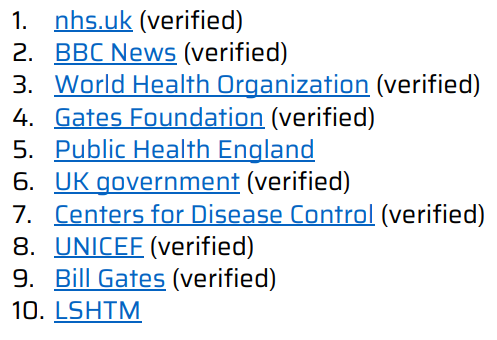 1. nhs.uk (verified)
2. BBC News (verified)
3. World Health Organization (verified)
4. Gates Foundation (verified)
5. Public Health England
6. UK government (verified)
7. Centers for Disease Control (verified)
8. UNICEF (verified)
9. Bill Gates (verified)
10. LSHTM